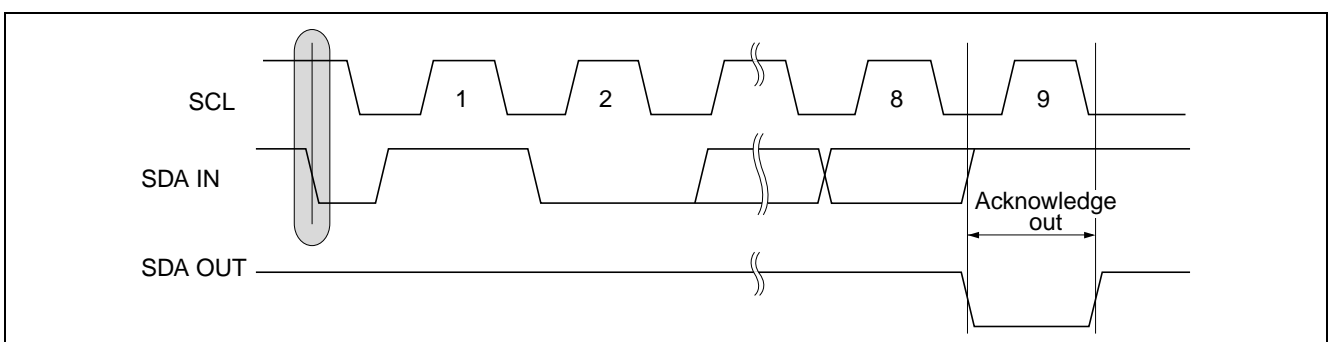 SCL
1
2
8
9
SDA IN
Acknowledge
out
SDA OUT